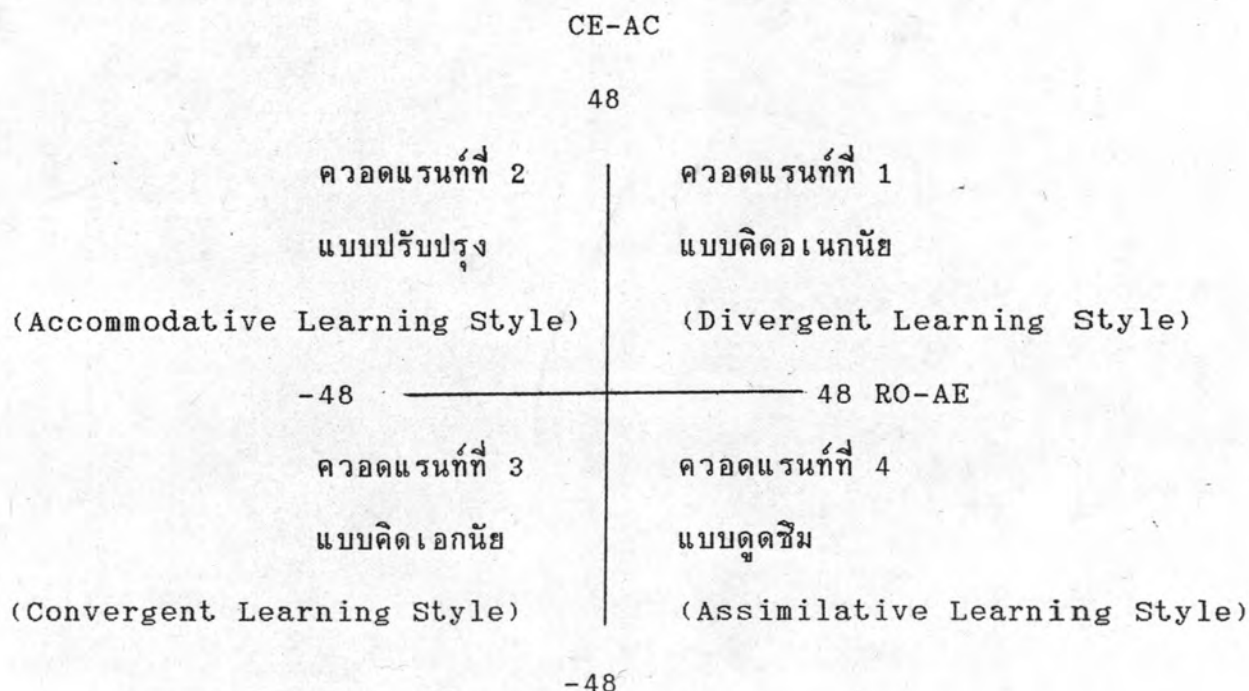 CE-AC
48
ควอดแรนท์ที่ 2 ควอดแรนท์ที่ 1
แบบปรับปรุง แบบคิดอเนกนัย
(Accommodative Learning Style) (Divergent Learning Style)
-48 48 RO-AE
ควอดแรนท์ที่ 3 ควอดแรนท์ที่ 4
แบบคิดเอกนัย แบบดูดซึม
(Convergent Learning Style) (Assimilative Learning Style)
-48